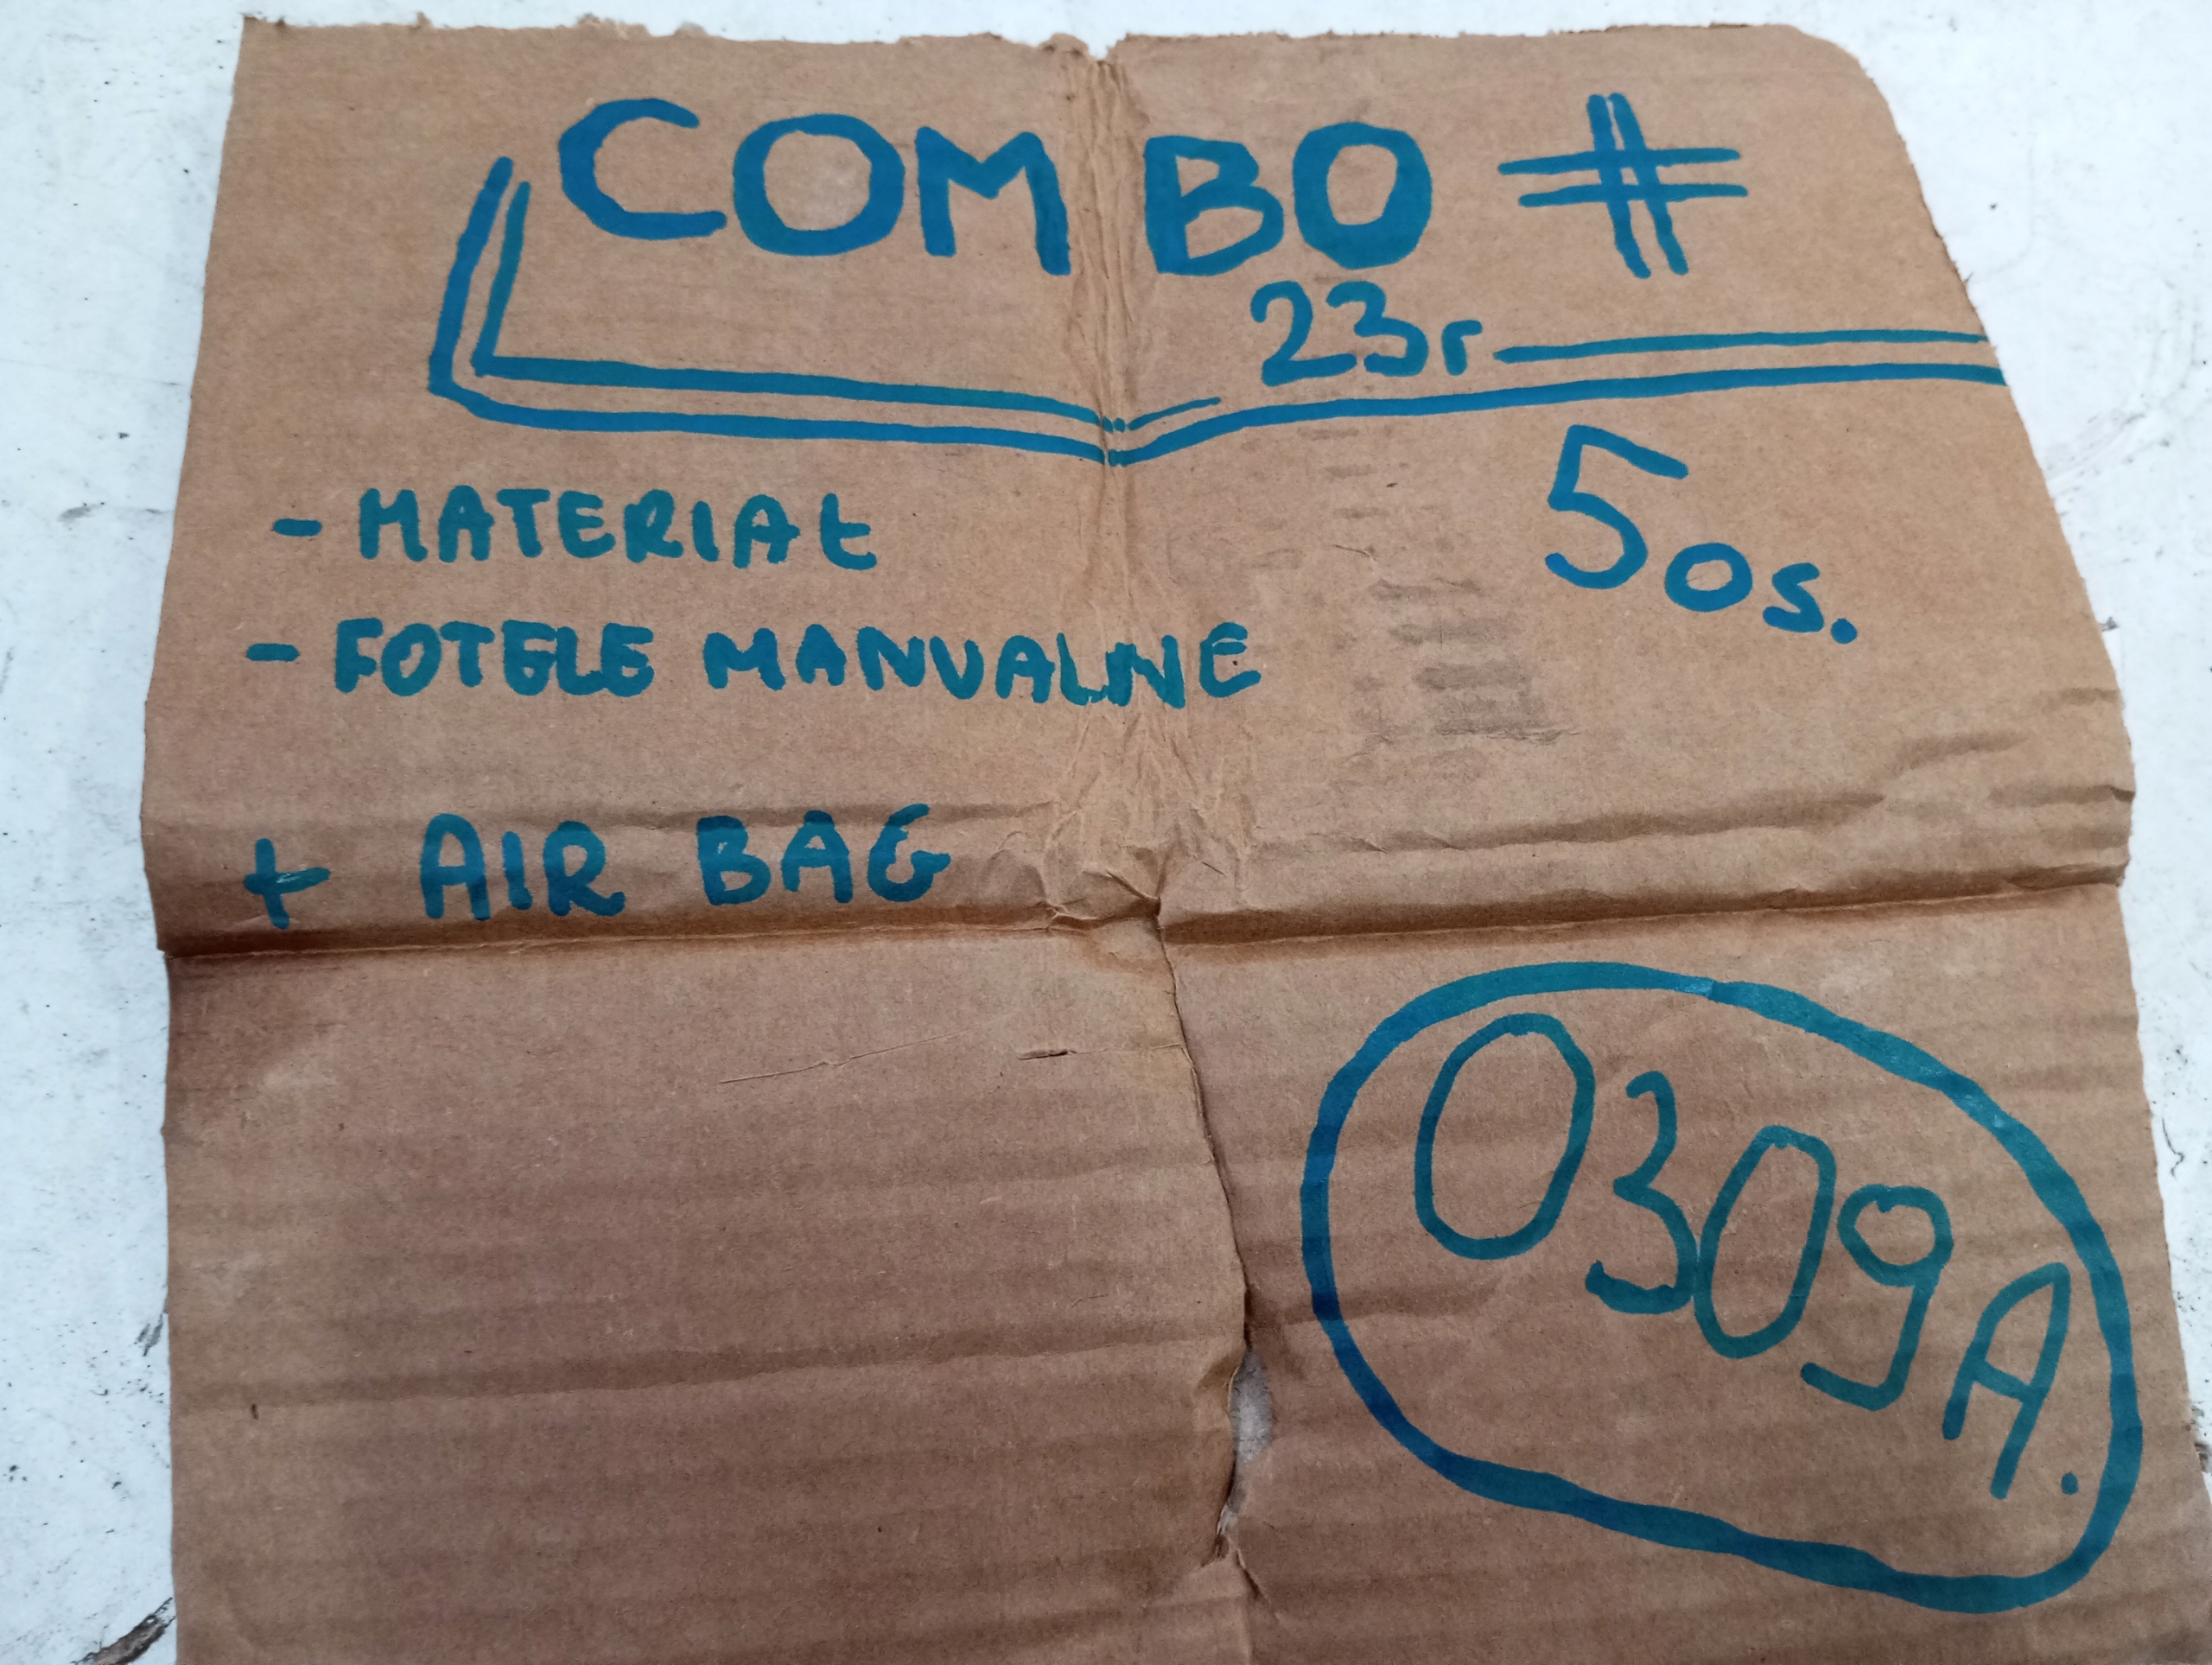 COMBO #
23r
5os.
- MATERIAŁ
- FOTELE MANUALNE
+ AIR BAG
0309A.